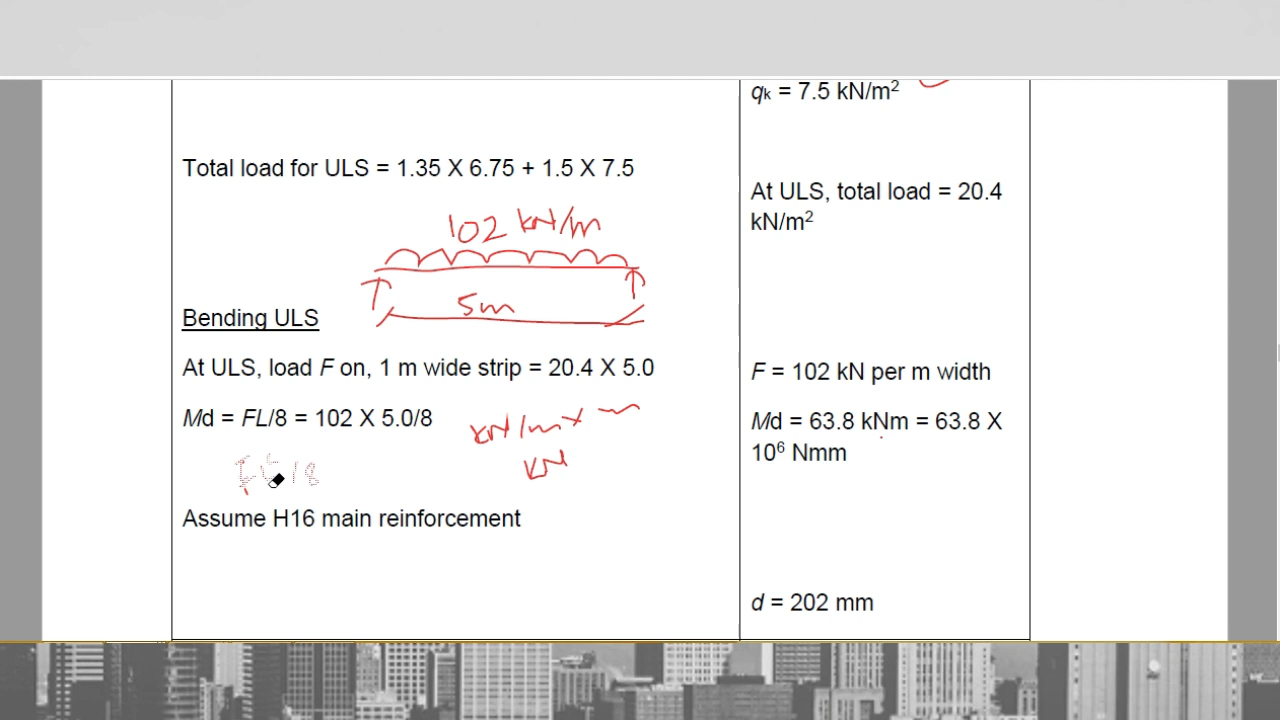 qk = 7.5 kN/m²
Total load for ULS = 1.35 X 6.75 + 1.5 X 7.5
At ULS, total load = 20.4
kN/m²
102 kN/m
5m
Bending ULS
At ULS, load F on, 1 m wide strip = 20.4 X 5.0
F = 102 kN per m width
Md = FL/8 = 102 X 5.0/8
Md = 63.8 kNm = 63.8 X
10⁶ Nmm
kN/m x m
kN
Assume H16 main reinforcement
d = 202 mm